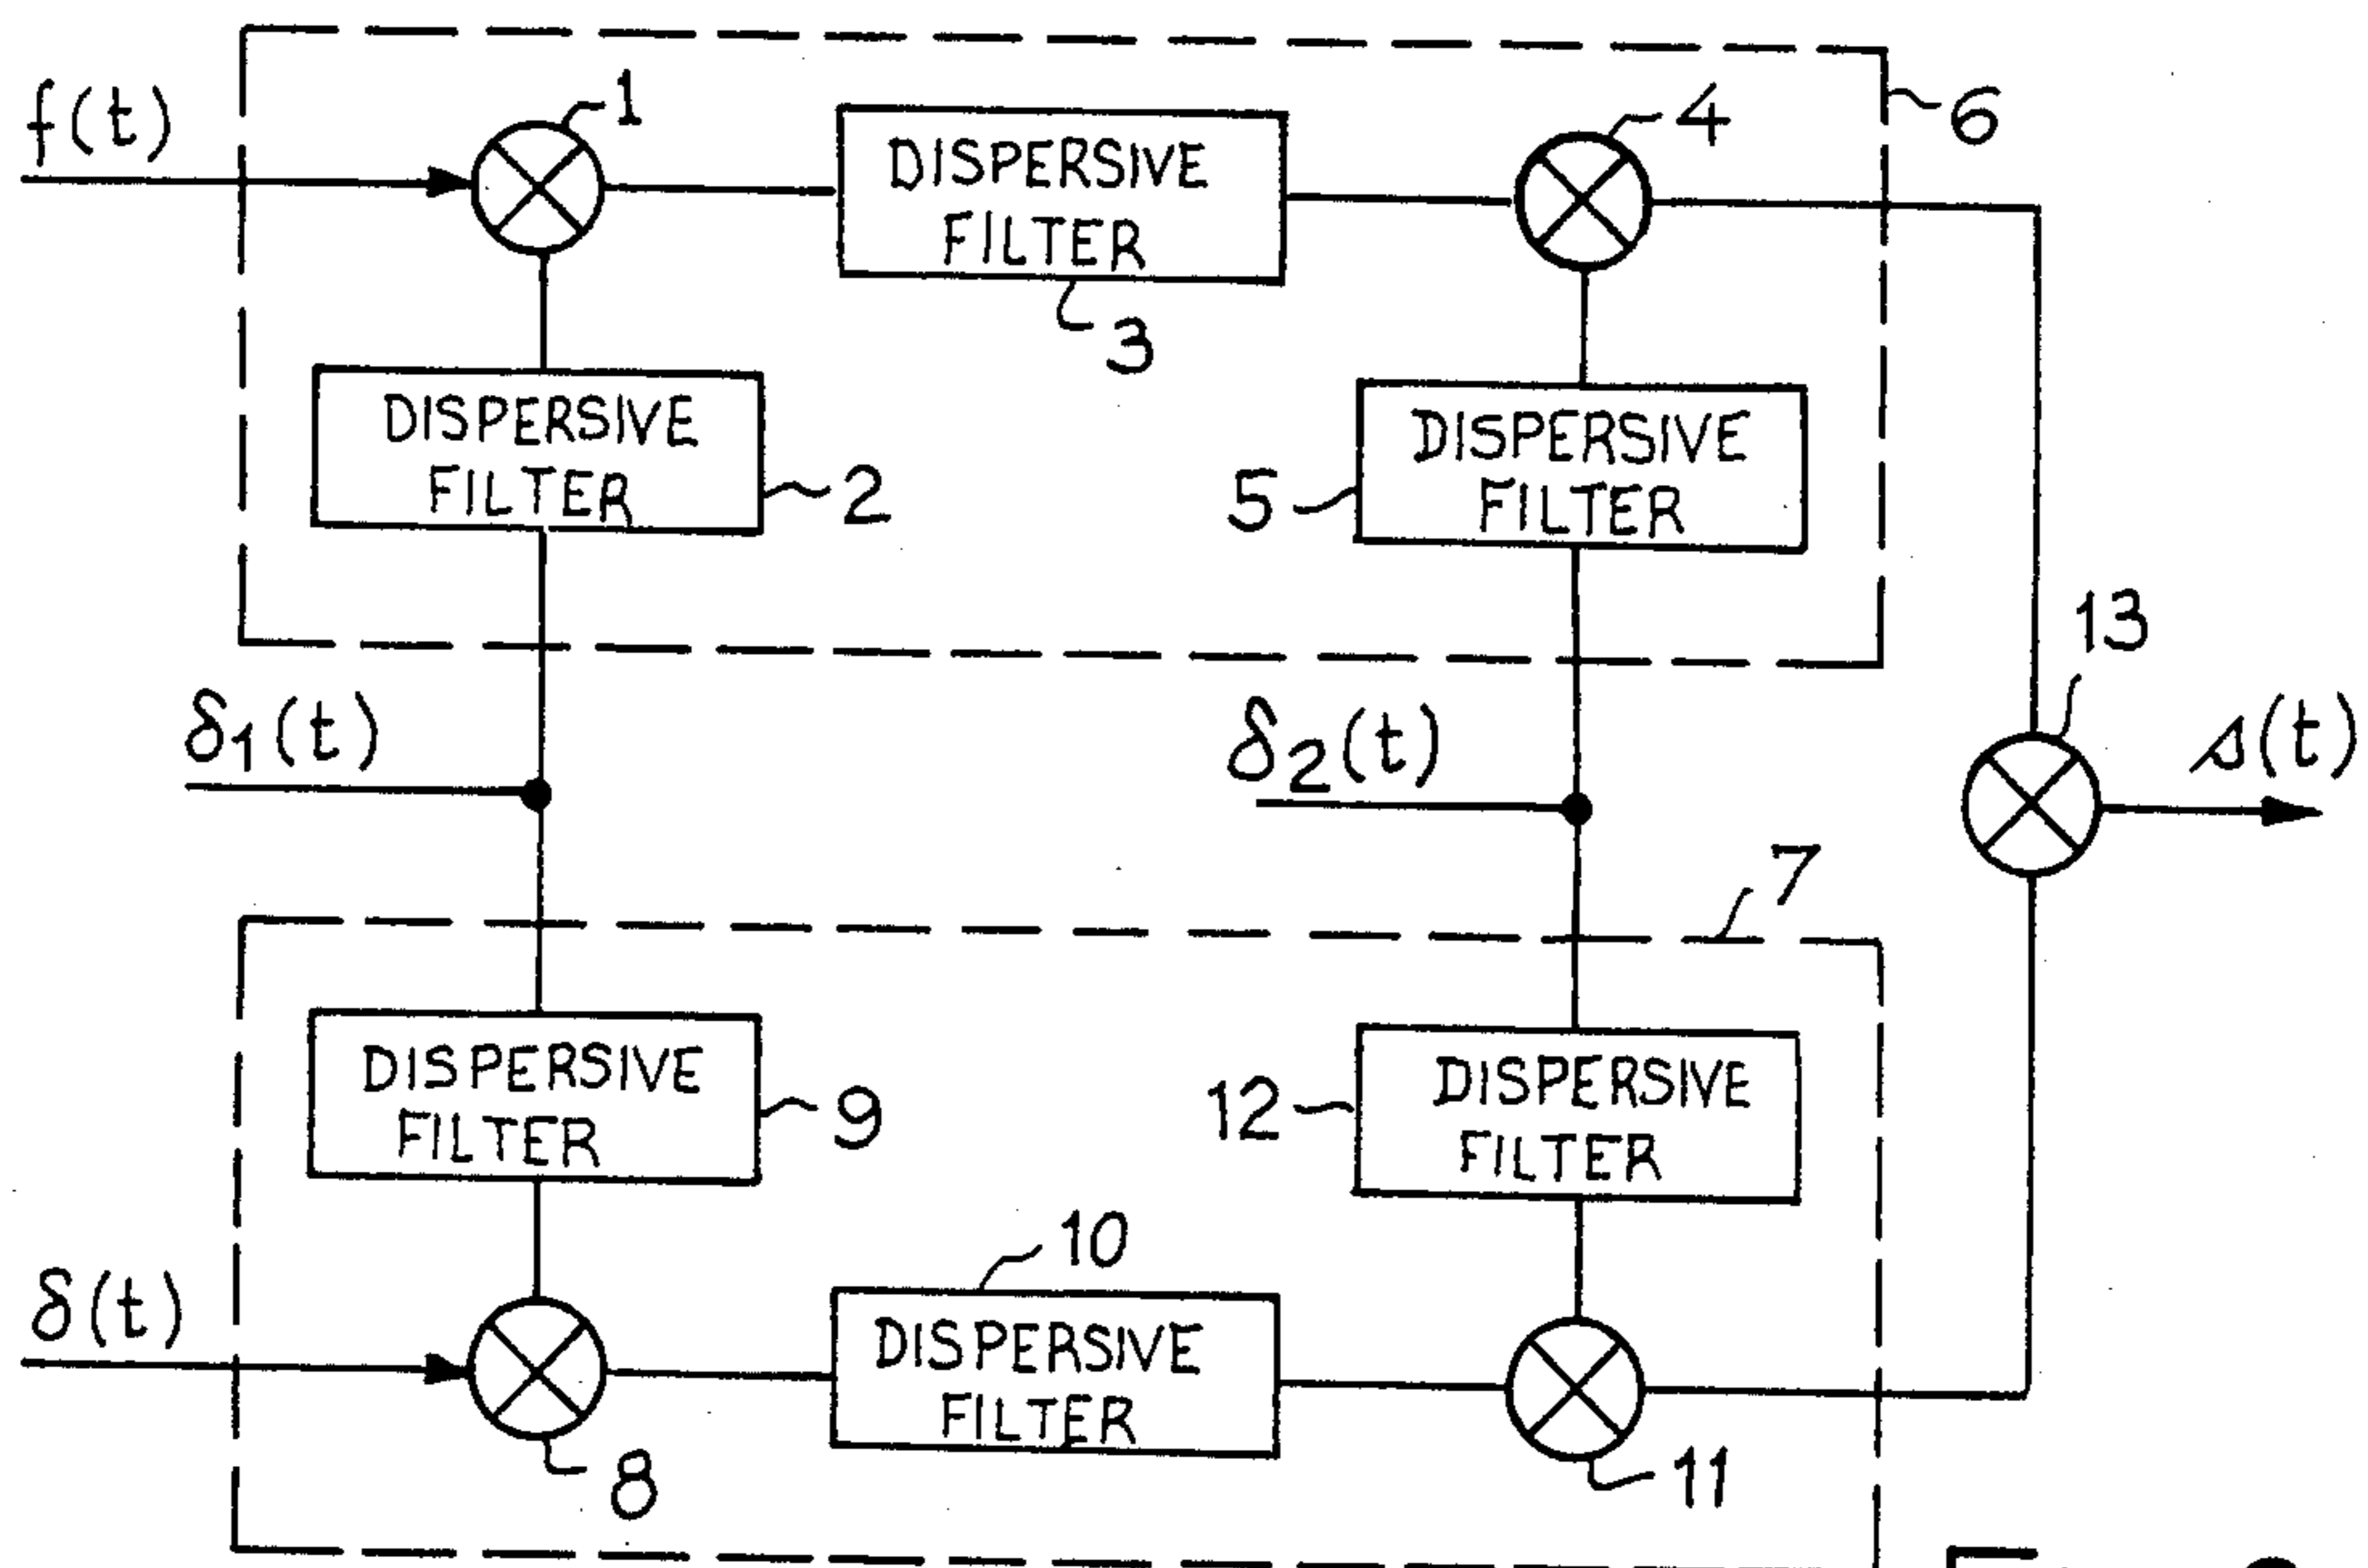 f(t)
1
DISPERSIVE
FILTER
3
4
6
DISPERSIVE
FILTER
2
DISPERSIVE
FILTER
5
δ1(t)
δ2(t)
13
s(t)
7
DISPERSIVE
FILTER
9
DISPERSIVE
FILTER
12
δ(t)
8
10
DISPERSIVE
FILTER
11